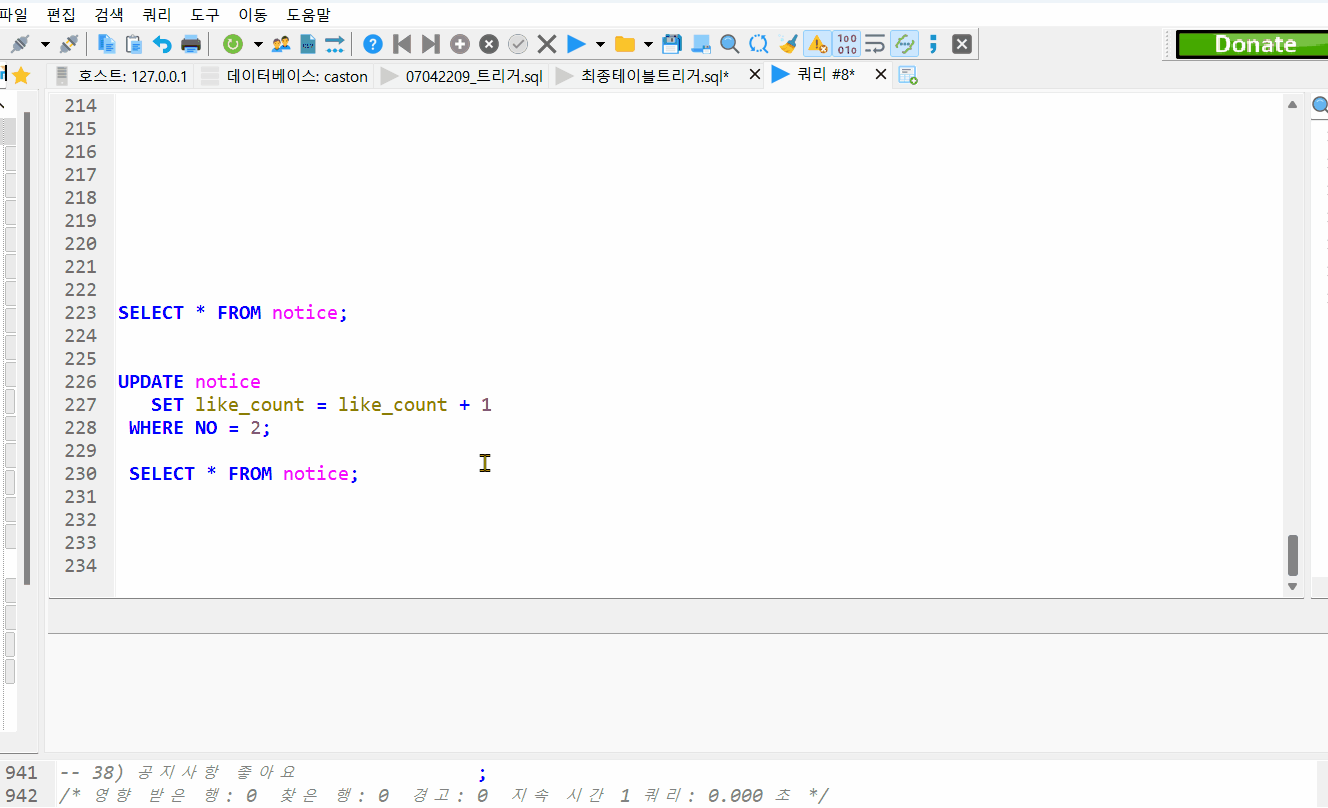 파일 편집 검색 쿼리 도구 이동 도움말
Donate
호스트: 127.0.0.1 데이터베이스: caston 07042209_트리거.sql 최종테이블트리거.sql* 쿼리 #8*
214
215
216
217
218
219
220
221
222
223 SELECT * FROM notice;
224
225
226 UPDATE notice
227 SET like_count = like_count + 1
228 WHERE NO = 2;
229
230 SELECT * FROM notice;
231
232
233
234
941 -- 38) 공지사항 좋아요 ;
942 /* 영향 받은 행: 0 찾은 행: 0 경고: 0 지속 시간 1 쿼리: 0.000 초 */